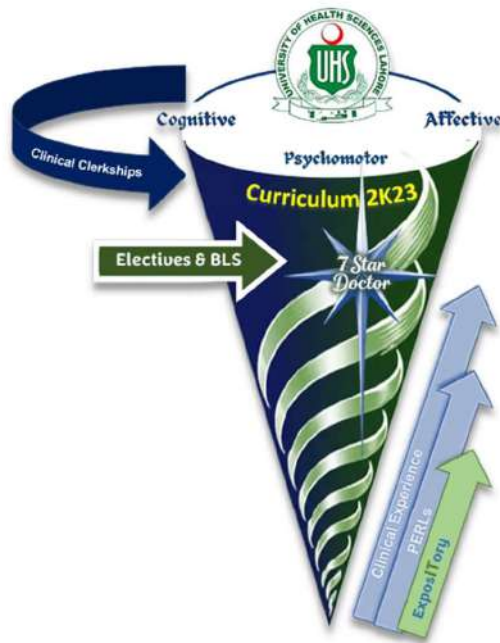 UNIVERSITY OF HEALTH SCIENCES LAHORE
UHS
Cognitive
Affective
Psychomotor
Clinical Clerkships
Curriculum 2K23
Electives & BLS
7 Star
Doctor
Clinical Experience
PERLs
ExposITory